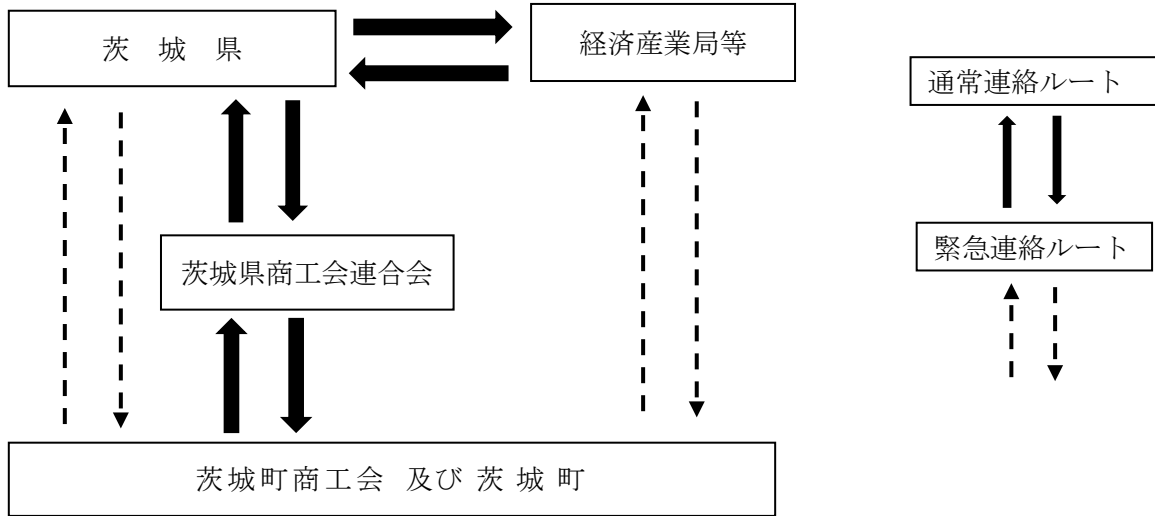 茨　城　県
経済産業局等
通常連絡ルート
茨城県商工会連合会
緊急連絡ルート
茨城町商工会 及び 茨 城 町